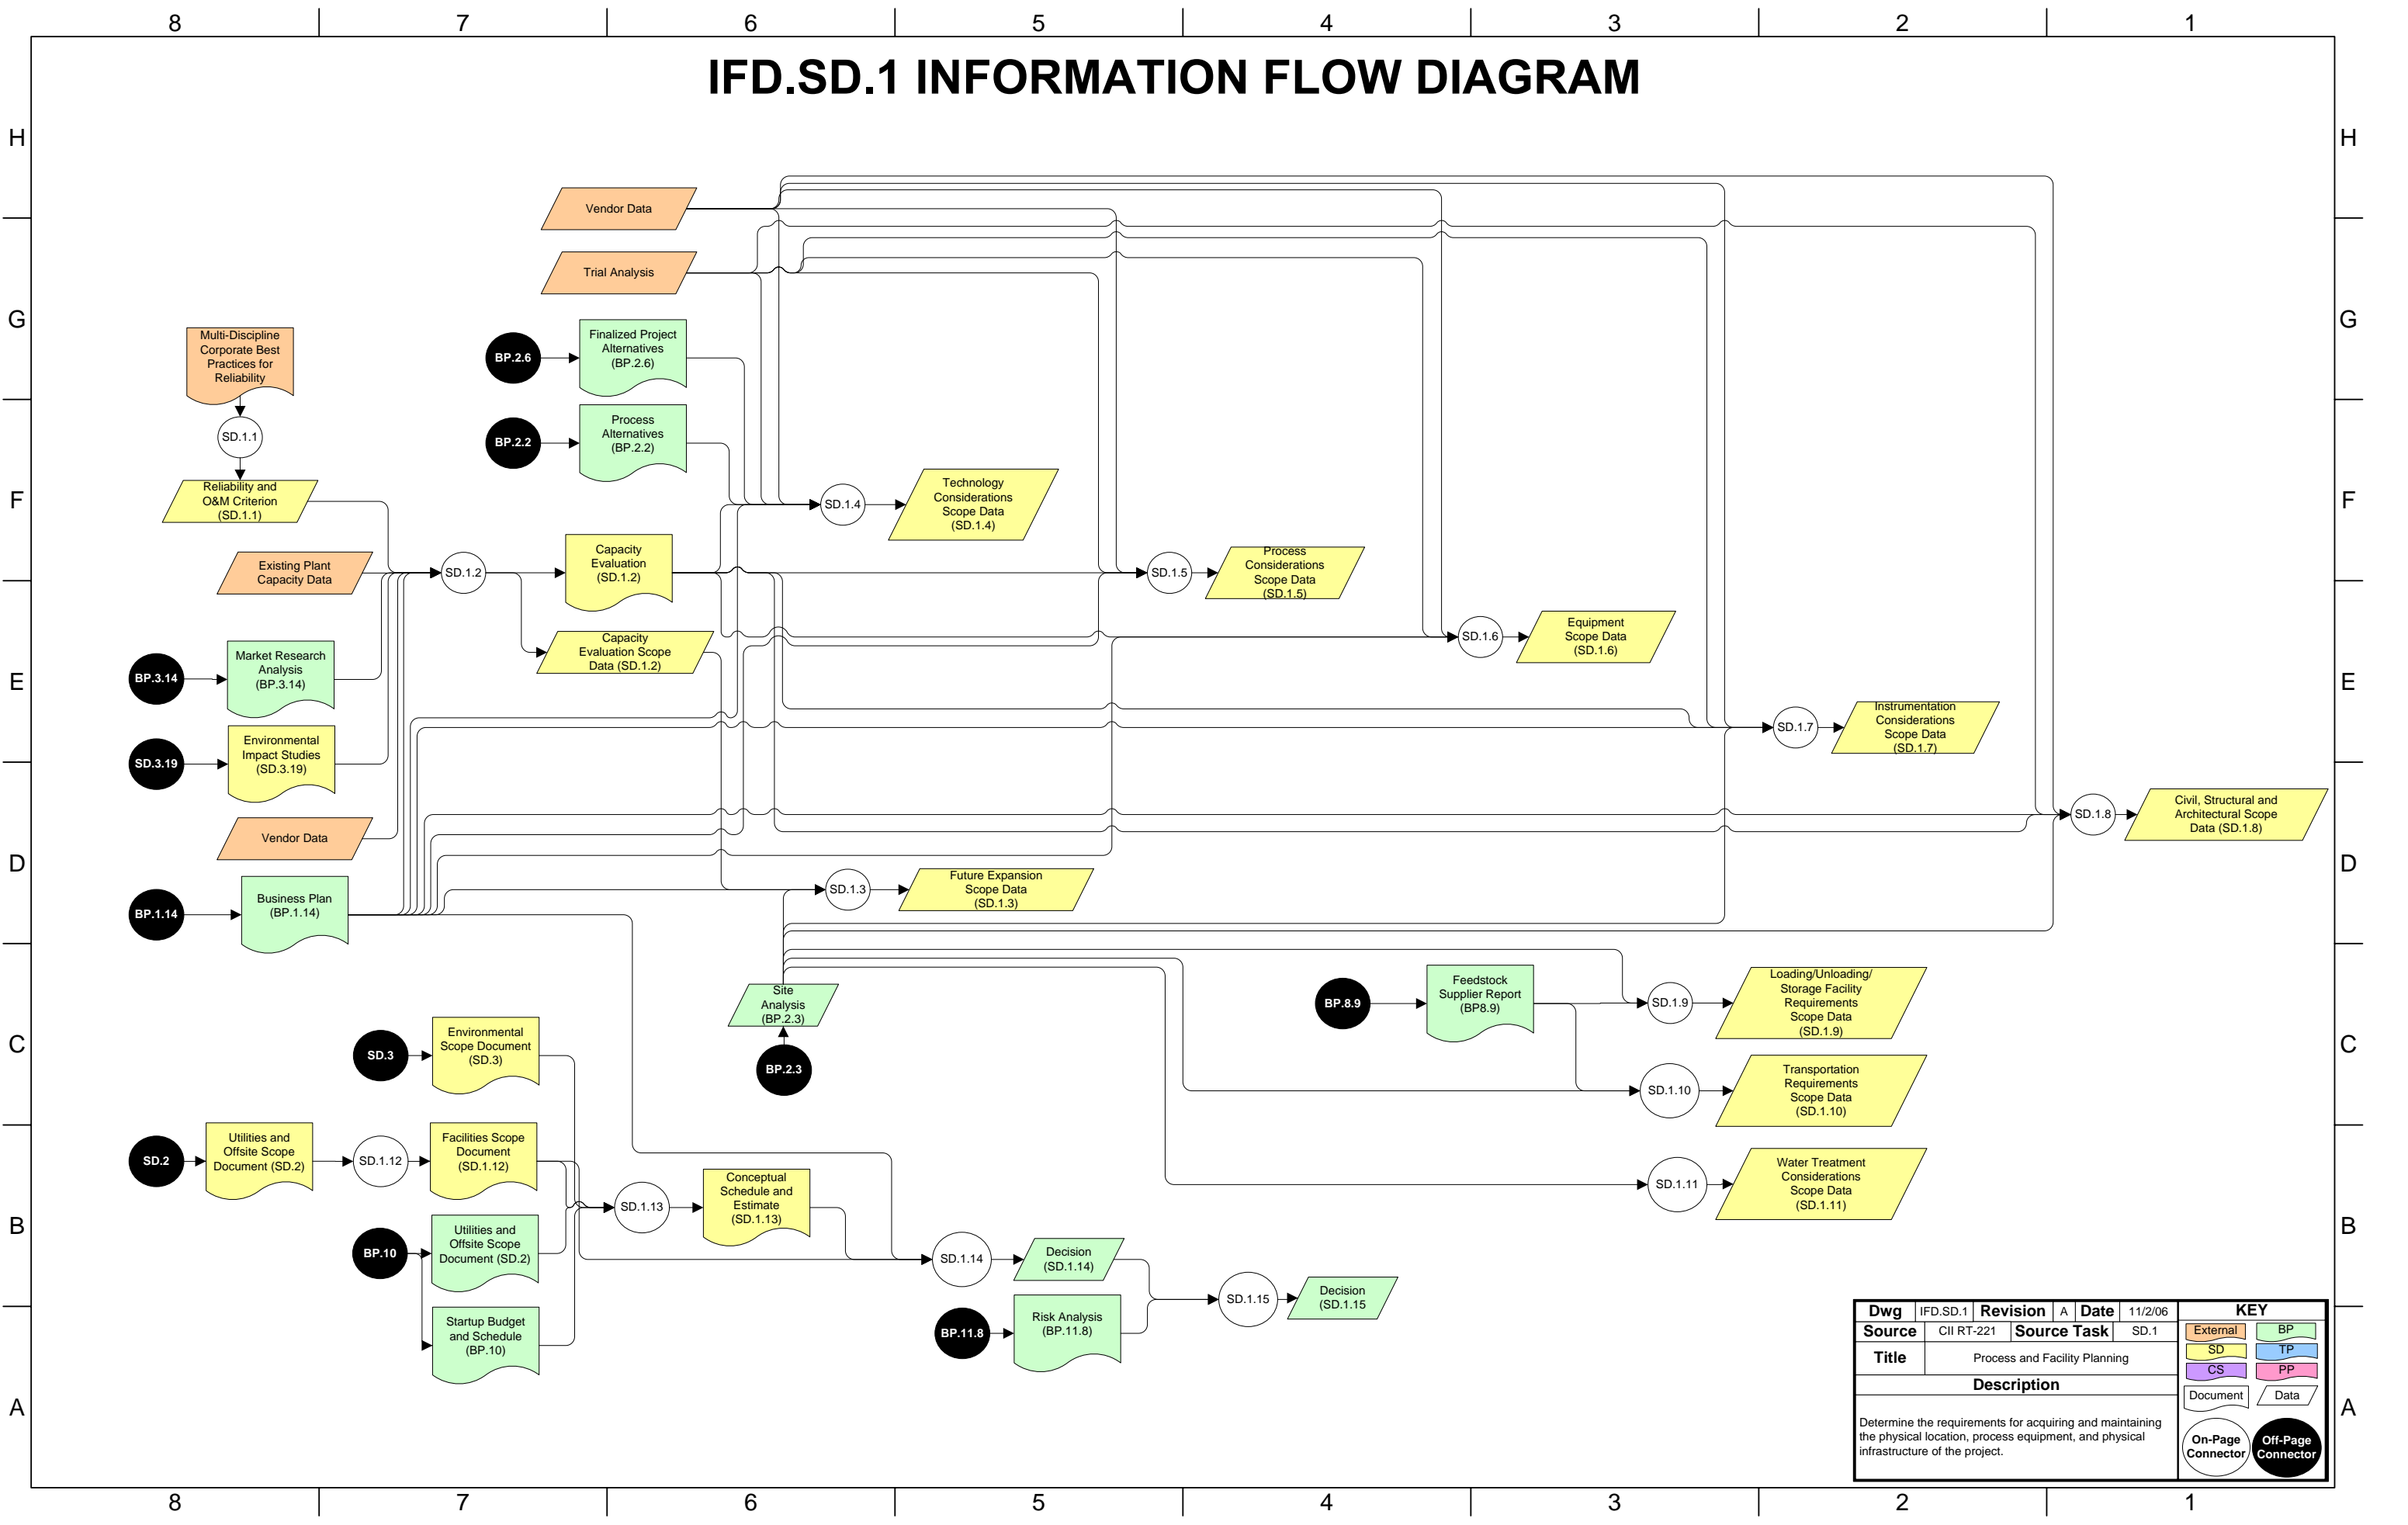 8 7 6 5 4 3 2 1
IFD.SD.1 INFORMATION FLOW DIAGRAM
H
H
Vendor Data
Trial Analysis
G
G
Multi-Discipline
Corporate Best
Practices for
Reliability
BP.2.6
Finalized Project
Alternatives
(BP.2.6)
SD.1.1
BP.2.2
Process
Alternatives
(BP.2.2)
F
F
Reliability and
O&M Criterion
(SD.1.1)
SD.1.4
Technology
Considerations
Scope Data
(SD.1.4)
Existing Plant
Capacity Data
SD.1.2
Capacity
Evaluation
(SD.1.2)
SD.1.5
Process
Considerations
Scope Data
(SD.1.5)
Capacity
Evaluation Scope
Data (SD.1.2)
SD.1.6
Equipment
Scope Data
(SD.1.6)
E
E
BP.3.14
Market Research
Analysis
(BP.3.14)
SD.1.7
Instrumentation
Considerations
Scope Data
(SD.1.7)
SD.3.19
Environmental
Impact Studies
(SD.3.19)
SD.1.8
Civil, Structural and
Architectural Scope
Data (SD.1.8)
Vendor Data
D
D
BP.1.14
Business Plan
(BP.1.14)
SD.1.3
Future Expansion
Scope Data
(SD.1.3)
Site
Analysis
(BP.2.3)
BP.2.3
BP.8.9
Feedstock
Supplier Report
(BP8.9)
SD.1.9
Loading/Unloading/
Storage Facility
Requirements
Scope Data
(SD.1.9)
C
C
SD.3
Environmental
Scope Document
(SD.3)
SD.1.10
Transportation
Requirements
Scope Data
(SD.1.10)
SD.2
Utilities and
Offsite Scope
Document (SD.2)
SD.1.12
Facilities Scope
Document
(SD.1.12)
SD.1.13
Conceptual
Schedule and
Estimate
(SD.1.13)
SD.1.11
Water Treatment
Considerations
Scope Data
(SD.1.11)
B
B
BP.10
Utilities and
Offsite Scope
Document (SD.2)
SD.1.14
Decision
(SD.1.14)
SD.1.15
Decision
(SD.1.15
Startup Budget
and Schedule
(BP.10)
BP.11.8
Risk Analysis
(BP.11.8)
A
A
Dwg IFD.SD.1 Revision A Date 11/2/06
Source CII RT-221 Source Task SD.1
Title Process and Facility Planning
Description
Determine the requirements for acquiring and maintaining
the physical location, process equipment, and physical
infrastructure of the project.
KEY
External BP
SD TP
CS PP
Document Data
On-Page
Connector
Off-Page
Connector
8 7 6 5 4 3 2 1